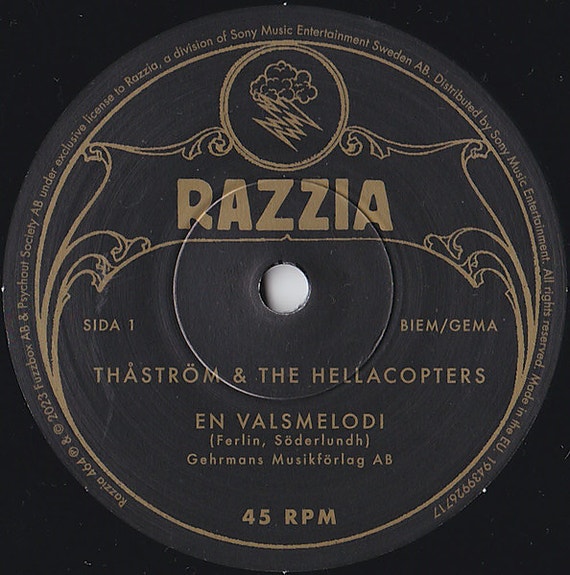 Razzia 464 ℗ & © 2023 Fuzzbox AB & Psychout Society AB under exclusive license to Razzia, a division of Sony Music Entertainment Sweden AB. Distributed by Sony Music Entertainment. All rights reserved. Made in the EU. 19439926717
RAZZIA
SIDA 1 BIEM/GEMA
THÅSTRÖM & THE HELLACOPTERS
EN VALSMELODI
(Ferlin, Söderlundh)
Gehrmans Musikförlag AB
45 RPM